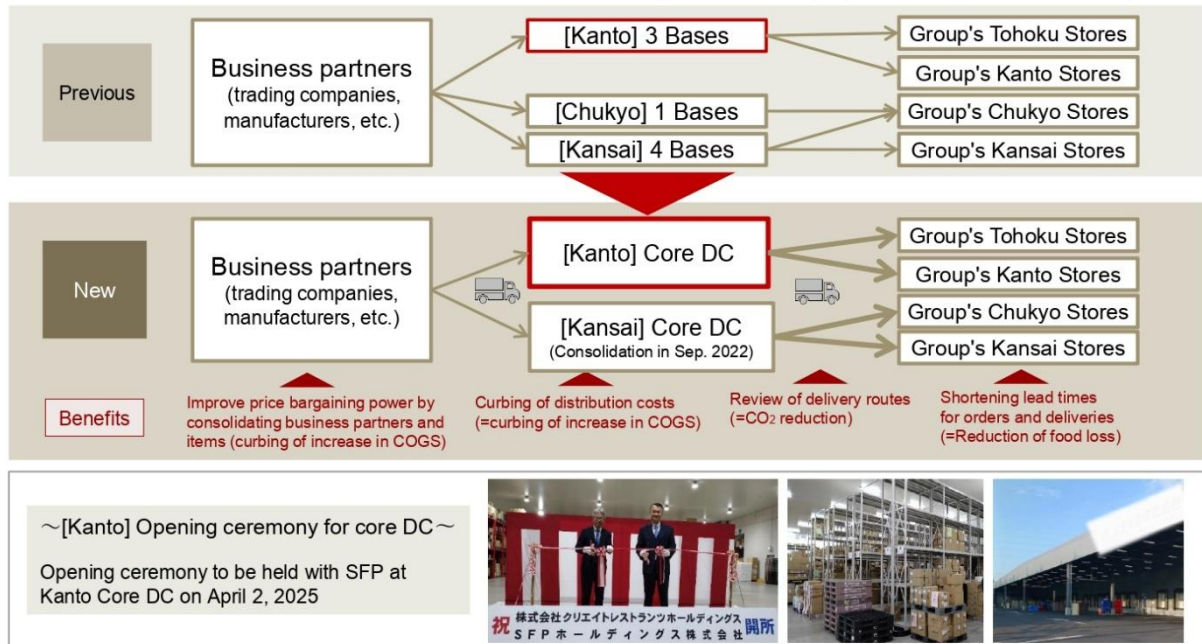 Previous
Business partners
(trading companies,
manufacturers, etc.)
[Kanto] 3 Bases
[Chukyo] 1 Bases
[Kansai] 4 Bases
Group's Tohoku Stores
Group's Kanto Stores
Group's Chukyo Stores
Group's Kansai Stores
New
Business partners
(trading companies,
manufacturers, etc.)
[Kanto] Core DC
[Kansai] Core DC
(Consolidation in Sep. 2022)
Group's Tohoku Stores
Group's Kanto Stores
Group's Chukyo Stores
Group's Kansai Stores
Benefits
Improve price bargaining power by
consolidating business partners and
items (curbing of increase in COGS)
Curbing of distribution costs
(=curbing of increase in COGS)
Review of delivery routes
(=CO2 reduction)
Shortening lead times
for orders and deliveries
(=Reduction of food loss)
～[Kanto] Opening ceremony for core DC～
Opening ceremony to be held with SFP at
Kanto Core DC on April 2, 2025
祝 株式会社クリエイトレストランツホールディングス 開所
SFPホールディングス株式会社